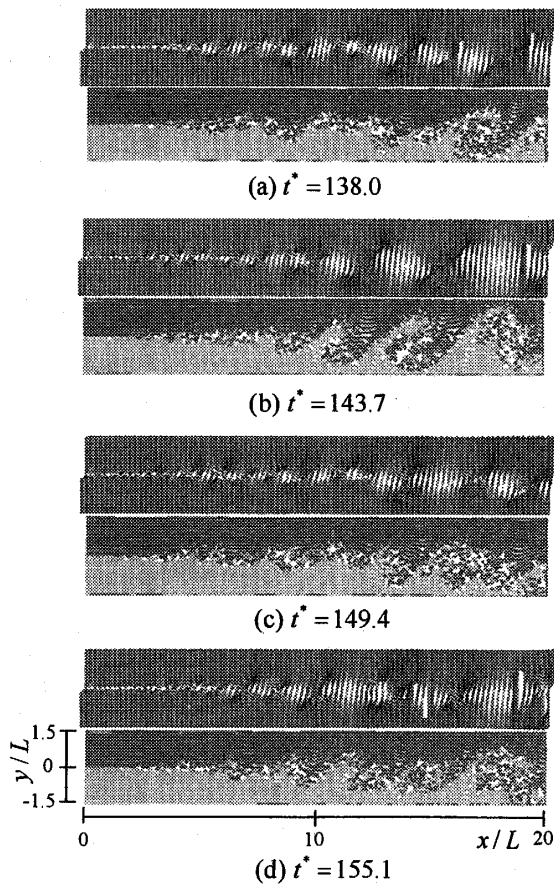 (a) t* = 138.0
(b) t* = 143.7
(c) t* = 149.4
1.5
y/L
0
-1.5
0
10
x/L
20
(d) t* = 155.1